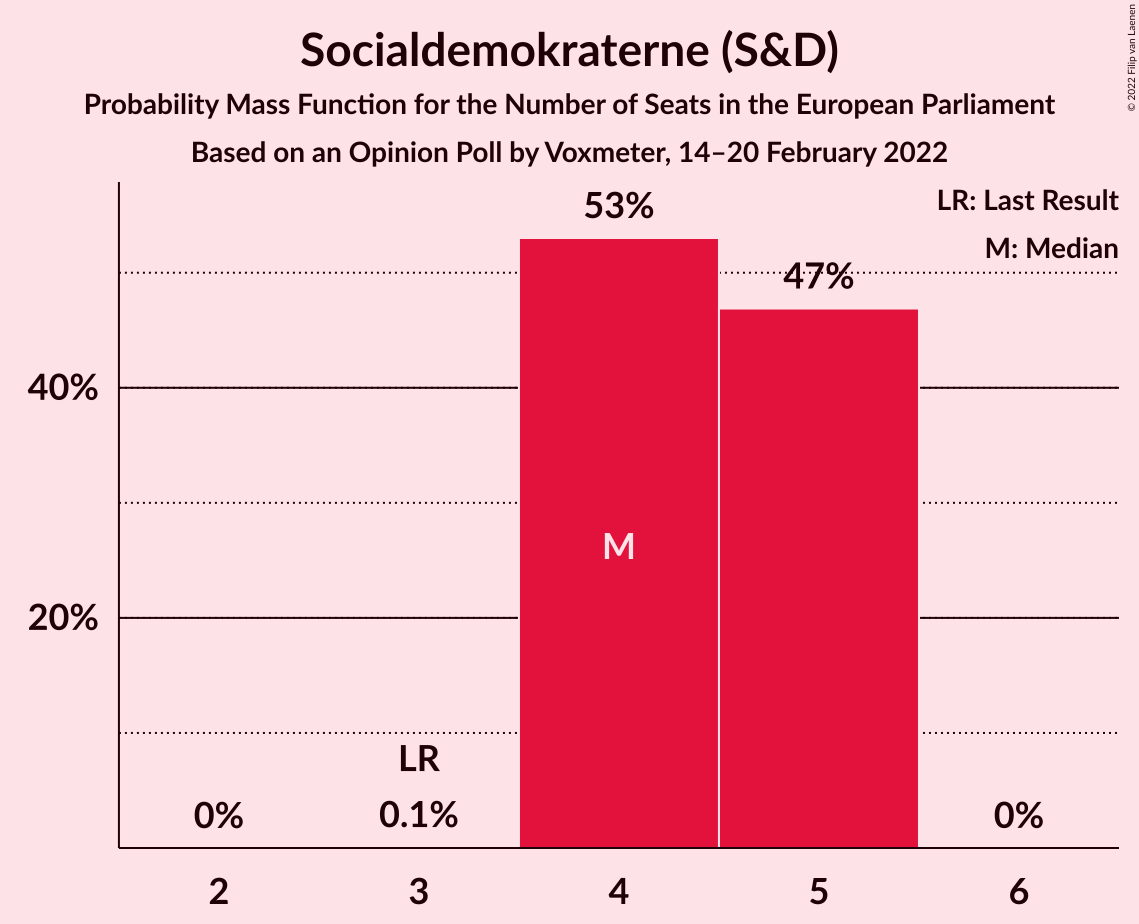 Socialdemokraterne (S&D)
Probability Mass Function for the Number of Seats in the European Parliament
Based on an Opinion Poll by Voxmeter, 14–20 February 2022
© 2022 Filip van Laenen
LR: Last Result
M: Median
53%
47%
40%
M
20%
LR
0%
0.1%
0%
2
3
4
5
6